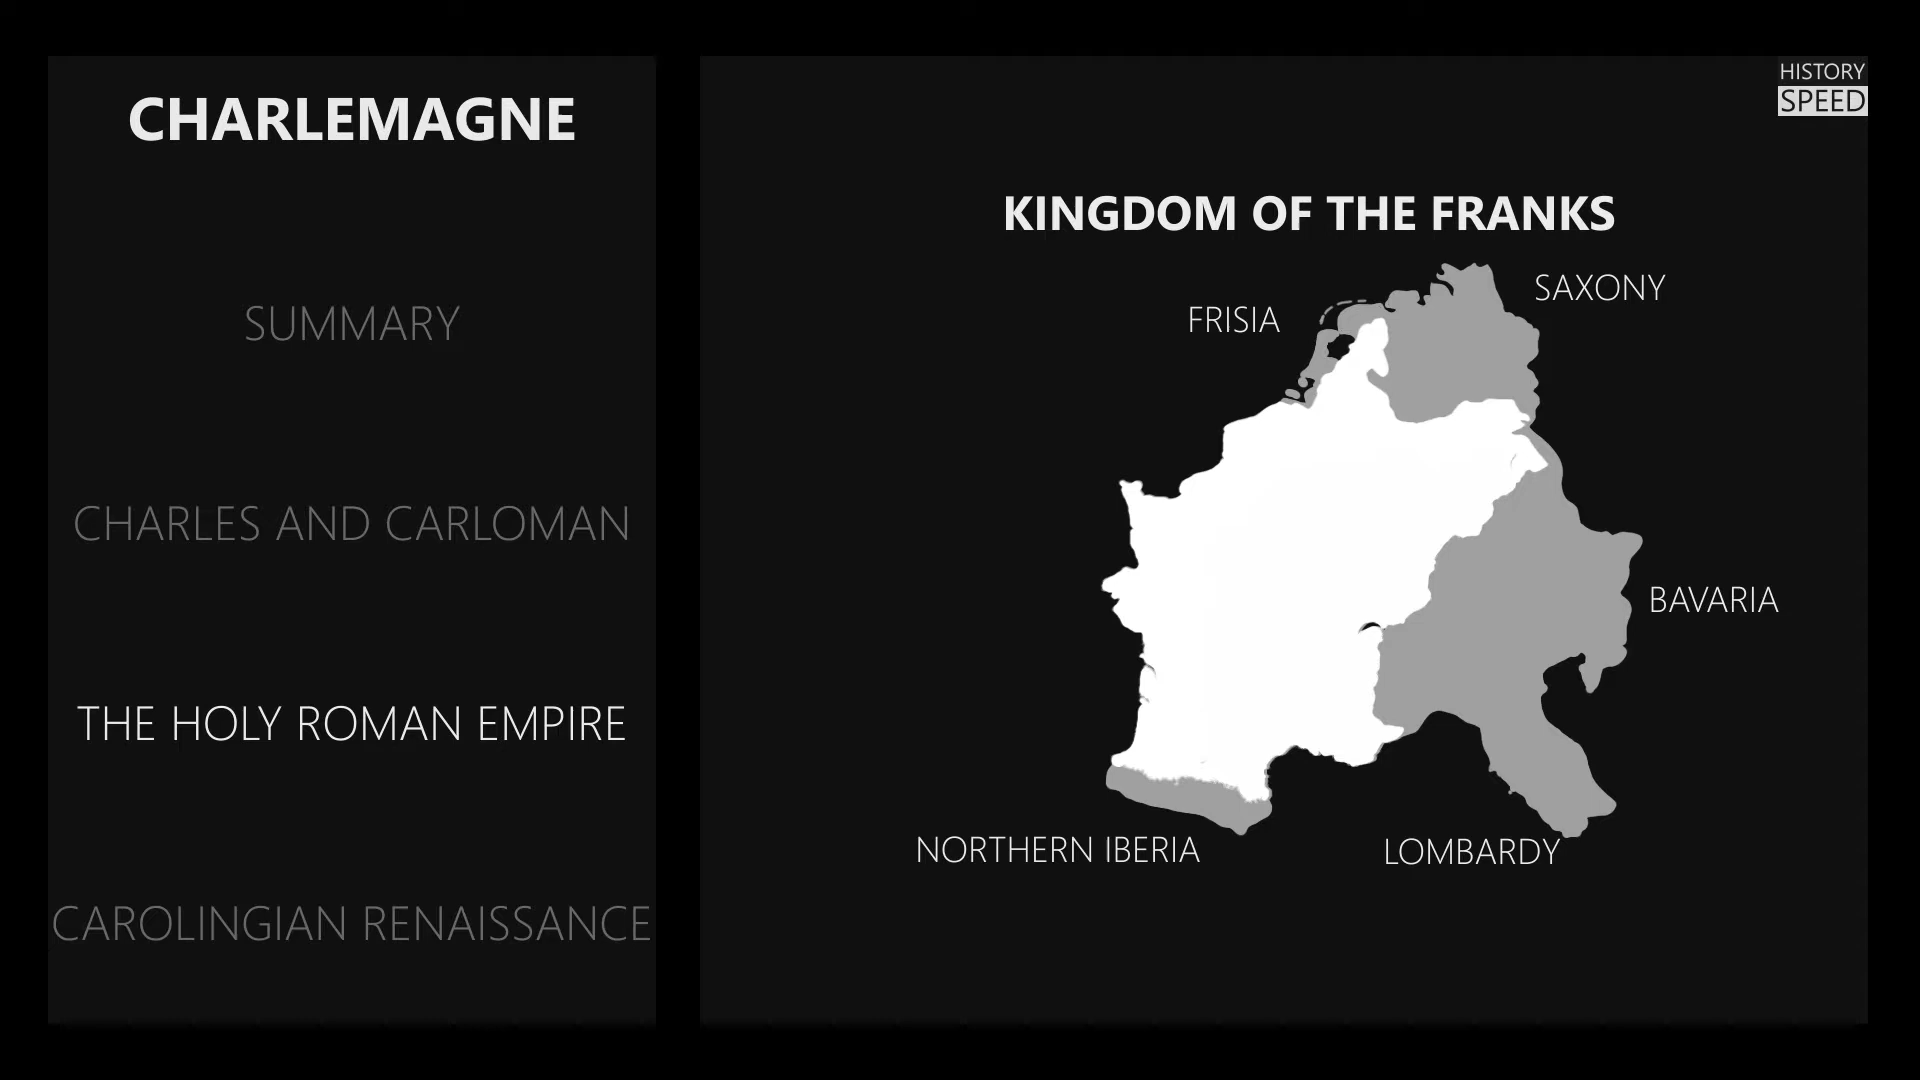 CHARLEMAGNE
SUMMARY
CHARLES AND CARLOMAN
THE HOLY ROMAN EMPIRE
CAROLINGIAN RENAISSANCE
HISTORY
SPEED
KINGDOM OF THE FRANKS
SAXONY
FRISIA
BAVARIA
NORTHERN IBERIA
LOMBARDY